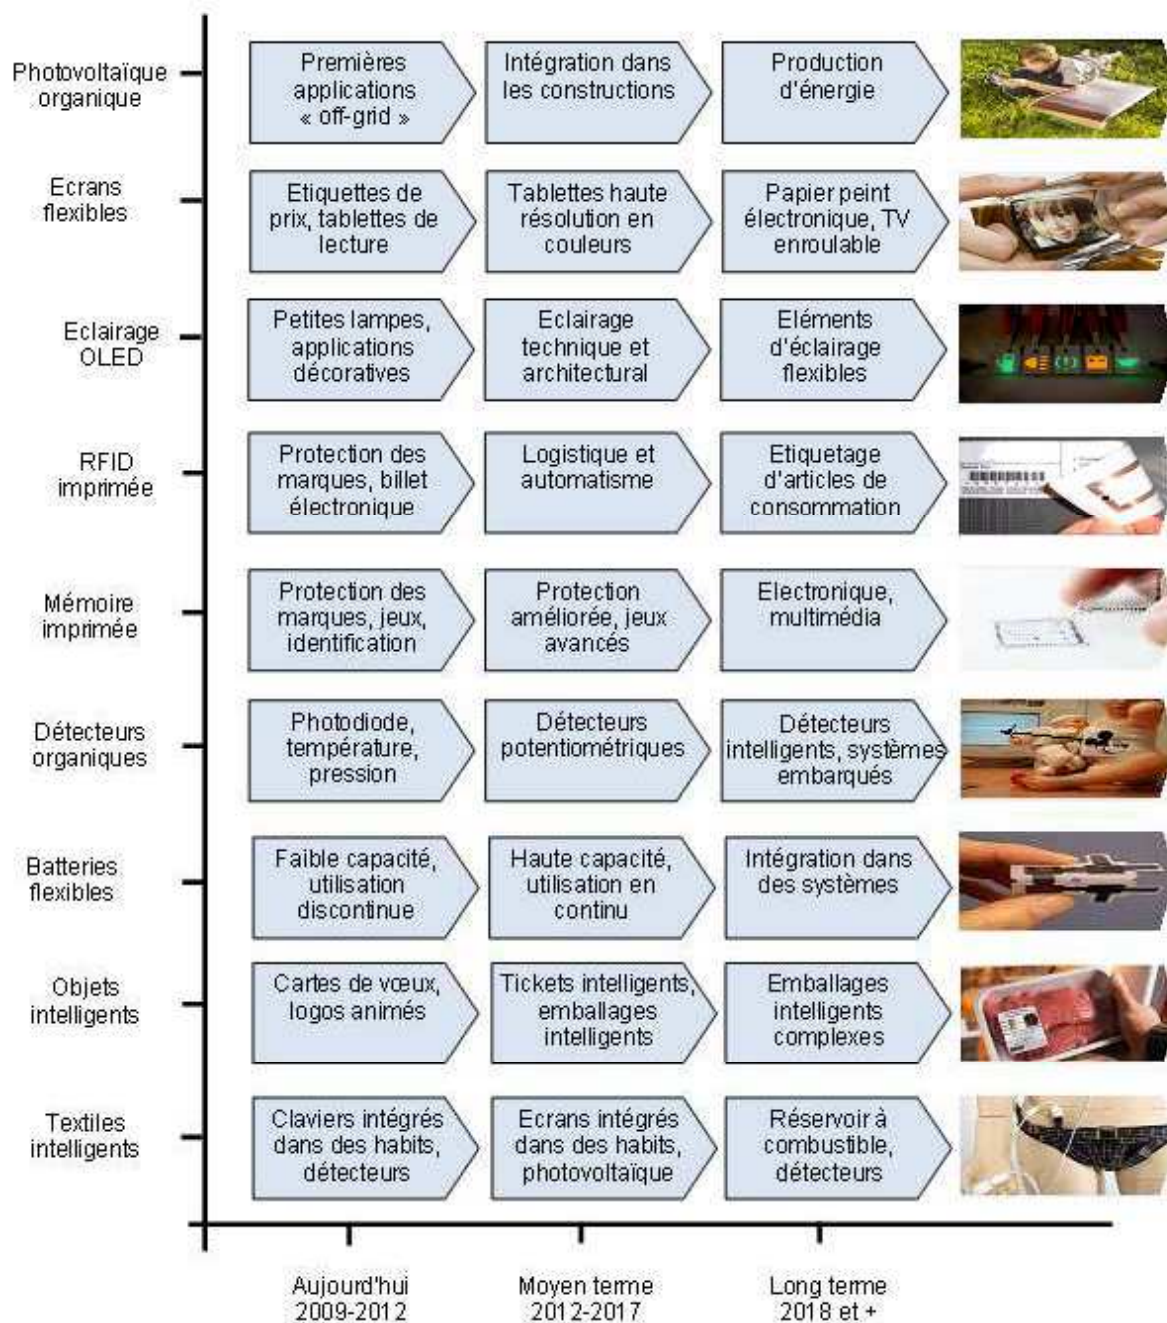 Photovoltaïque
organique
Premières
applications
« off-grid »
Intégration dans
les constructions
Production
d'énergie
Ecrans
flexibles
Etiquettes de
prix, tablettes de
lecture
Tablettes haute
résolution en
couleurs
Papier peint
électronique, TV
enroulable
Eclairage
OLED
Petites lampes,
applications
décoratives
Eclairage
technique et
architectural
Eléments
d'éclairage
flexibles
RFID
imprimée
Protection des
marques, billet
électronique
Logistique et
automatisme
Etiquetage
d'articles de
consommation
Mémoire
imprimée
Protection des
marques, jeux,
identification
Protection
améliorée, jeux
avancés
Electronique,
multimédia
Détecteurs
organiques
Photodiode,
température,
pression
Détecteurs
potentiométriques
Détecteurs
intelligents, systèmes
embarqués
Batteries
flexibles
Faible capacité,
utilisation
discontinue
Haute capacité,
utilisation en
continu
Intégration dans
des systèmes
Objets
intelligents
Cartes de vœux,
logos animés
Tickets intelligents,
emballages
intelligents
Emballages
intelligents
complexes
Textiles
intelligents
Claviers intégrés
dans des habits,
détecteurs
Ecrans intégrés
dans des habits,
photovoltaïque
Réservoir à
combustible,
détecteurs
Aujourd'hui
2009-2012
Moyen terme
2012-2017
Long terme
2018 et +